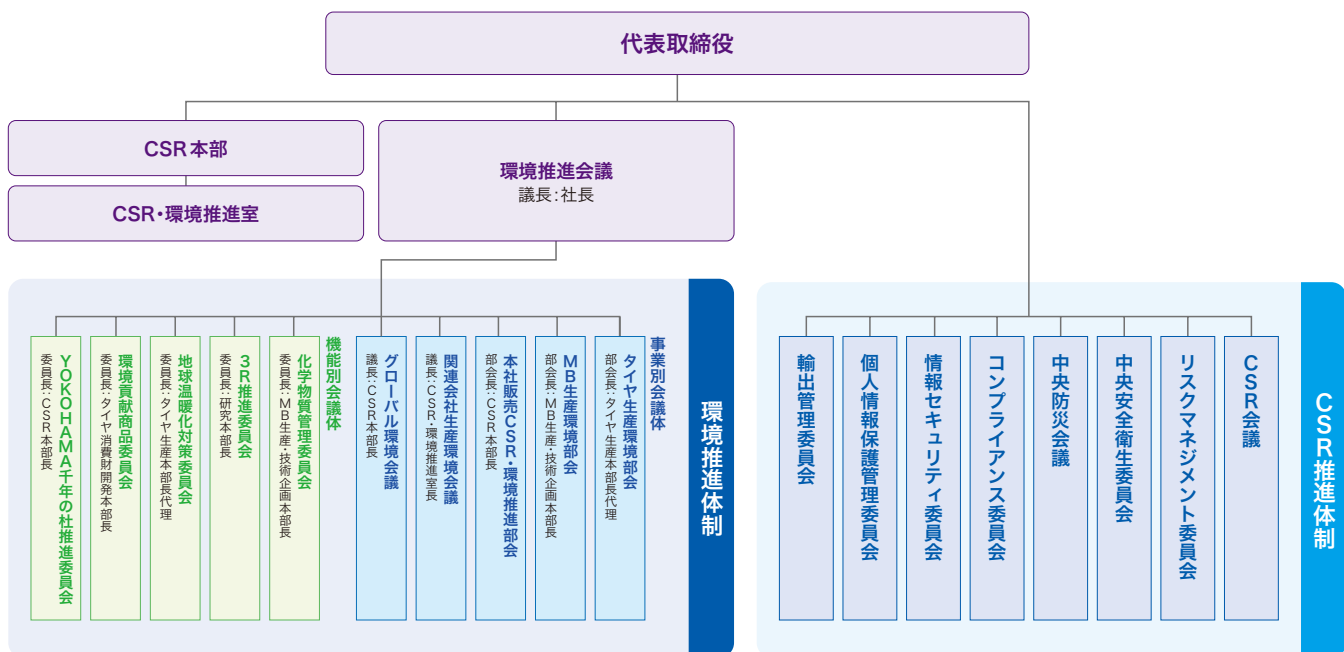 代表取締役
CSR本部
CSR・環境推進室
環境推進会議
議長：社長
環境推進体制
事業別会議体
タイヤ生産環境部会
部会長：タイヤ生産本部長代理
MB生産環境部会
部会長：MB生産・技術企画本部長
本社販売CSR・環境推進部会
部会長：CSR本部長
関連会社生産環境会議
議長：CSR・環境推進室長
グローバル環境会議
議長：CSR本部長
機能別会議体
化学物質管理委員会
委員長：MB生産・技術企画本部長
3R推進委員会
委員長：研究本部長
地球温暖化対策委員会
委員長：タイヤ生産本部長代理
環境貢献商品委員会
委員長：タイヤ消費財開発本部長
YOKOHAMA千年の杜推進委員会
委員長：CSR本部長
CSR推進体制
CSR会議
リスクマネジメント委員会
中央安全衛生委員会
中央防災会議
コンプライアンス委員会
情報セキュリティ委員会
個人情報保護管理委員会
輸出管理委員会